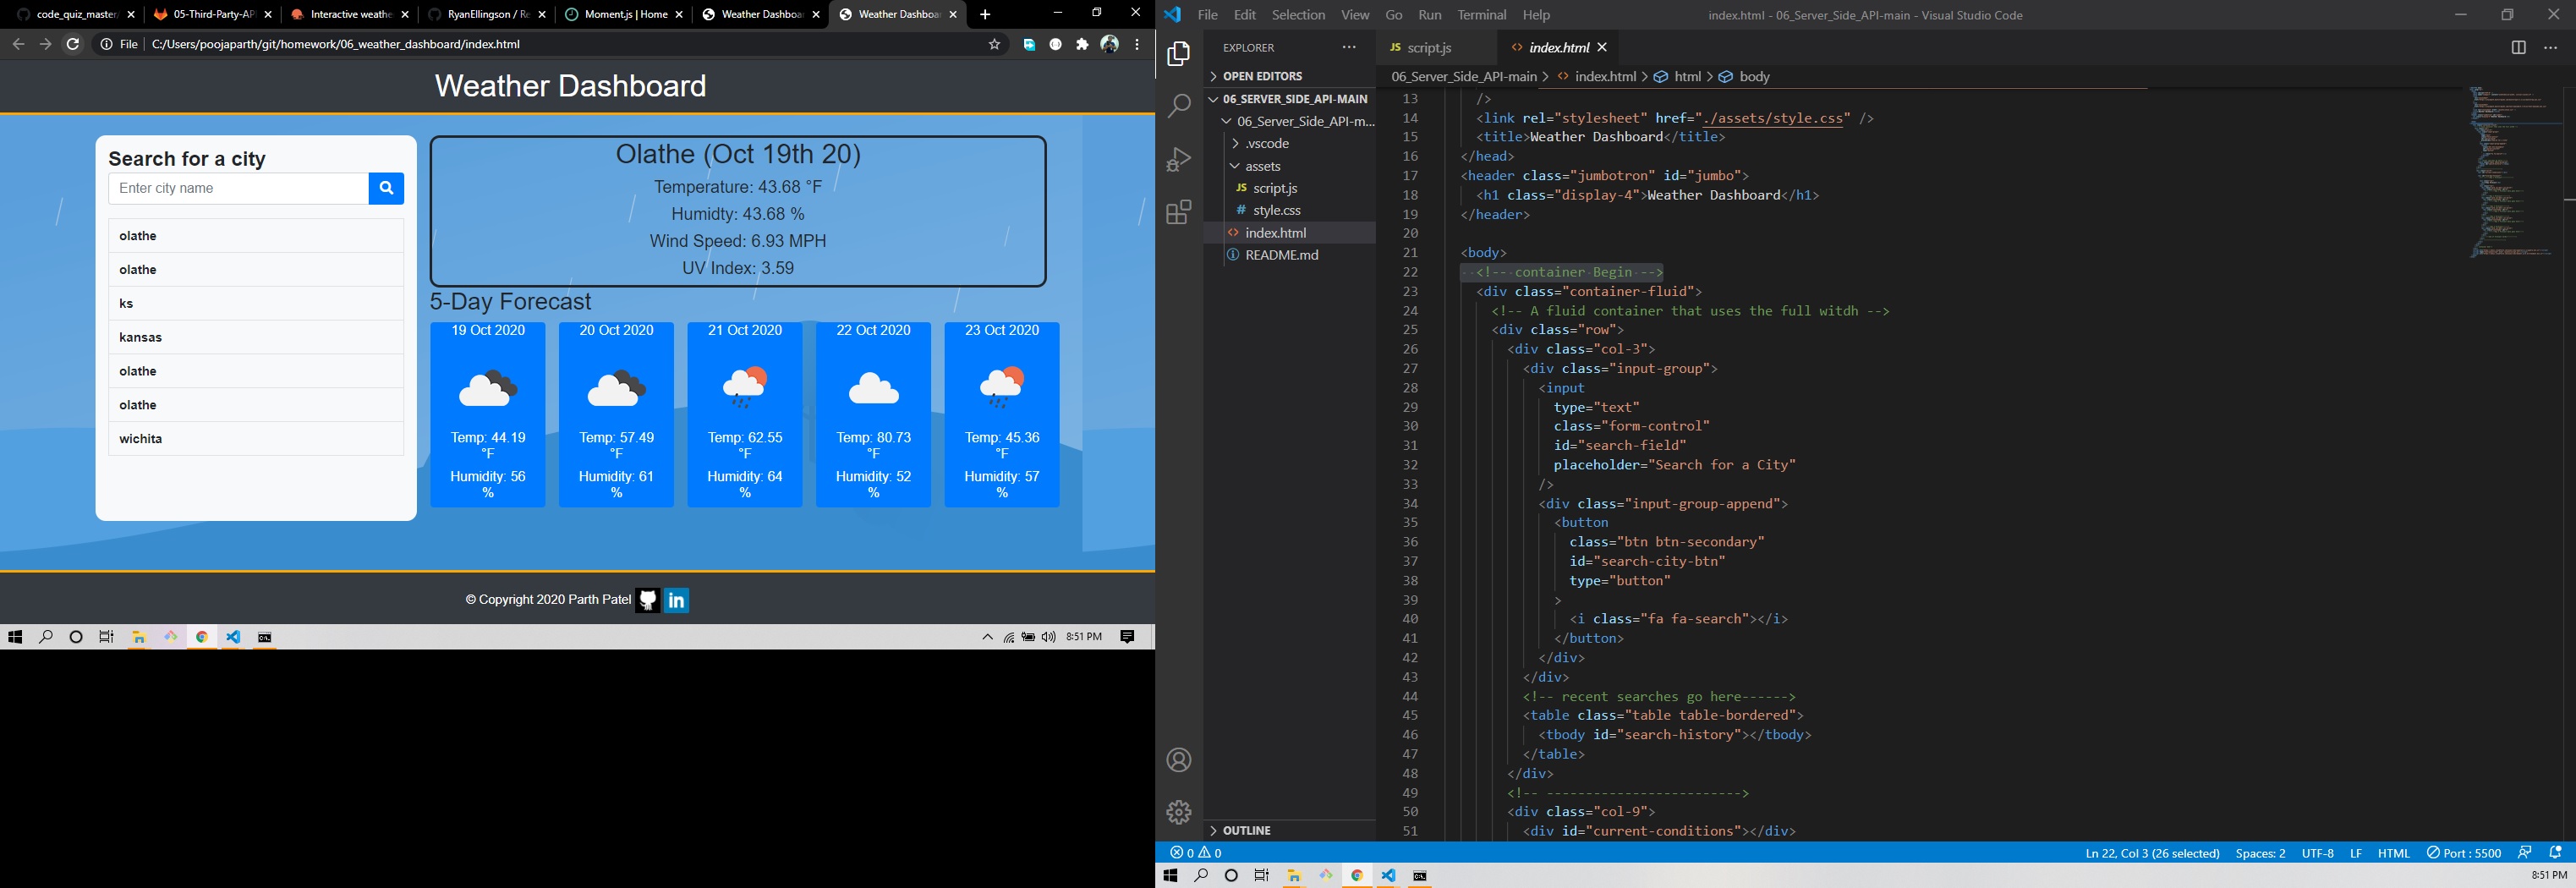 code_quiz_master/
05-Third-Party-AP
Interactive weathe
RyanEllingson / Re
Moment.js | Home
Weather Dashboa
Weather Dashboa
File
C:/Users/poojaparth/git/homework/06_weather_dashboard/index.html
Weather Dashboard
Search for a city
Enter city name
olathe
olathe
ks
kansas
olathe
olathe
wichita
Olathe (Oct 19th 20)
Temperature: 43.68 °F
Humidty: 43.68 %
Wind Speed: 6.93 MPH
UV Index: 3.59
5-Day Forecast
19 Oct 2020
Temp: 44.19
°F
Humidity: 56
%
20 Oct 2020
Temp: 57.49
°F
Humidity: 61
%
21 Oct 2020
Temp: 62.55
°F
Humidity: 64
%
22 Oct 2020
Temp: 80.73
°F
Humidity: 52
%
23 Oct 2020
Temp: 45.36
°F
Humidity: 57
%
© Copyright 2020 Parth Patel
in
8:51 PM
File Edit Selection View Go Run Terminal Help
index.html - 06_Server_Side_API-main - Visual Studio Code
EXPLORER ...
OPEN EDITORS
06_SERVER_SIDE_API-MAIN
06_Server_Side_API-m...
.vscode
assets
JS script.js
# style.css
<> index.html
README.md
OUTLINE
JS script.js
<> index.html
06_Server_Side_API-main > <> index.html > html > body
13 />
14 <link rel="stylesheet" href="./assets/style.css" />
15 <title>Weather Dashboard</title>
16 </head>
17 <header class="jumbotron" id="jumbo">
18 <h1 class="display-4">Weather Dashboard</h1>
19 </header>
20
21 <body>
22 <!-- container Begin -->
23 <div class="container-fluid">
24 <!-- A fluid container that uses the full witdh -->
25 <div class="row">
26 <div class="col-3">
27 <div class="input-group">
28 <input
29 type="text"
30 class="form-control"
31 id="search-field"
32 placeholder="Search for a City"
33 />
34 <div class="input-group-append">
35 <button
36 class="btn btn-secondary"
37 id="search-city-btn"
38 type="button"
39 >
40 <i class="fa fa-search"></i>
41 </button>
42 </div>
43 </div>
44 <!-- recent searches go here------>
45 <table class="table table-bordered">
46 <tbody id="search-history"></tbody>
47 </table>
48 </div>
49 <!-- ------------------------->
50 <div class="col-9">
51 <div id="current-conditions"></div>
0 0
Ln 22, Col 3 (26 selected) Spaces: 2 UTF-8 LF HTML Port : 5500
8:51 PM